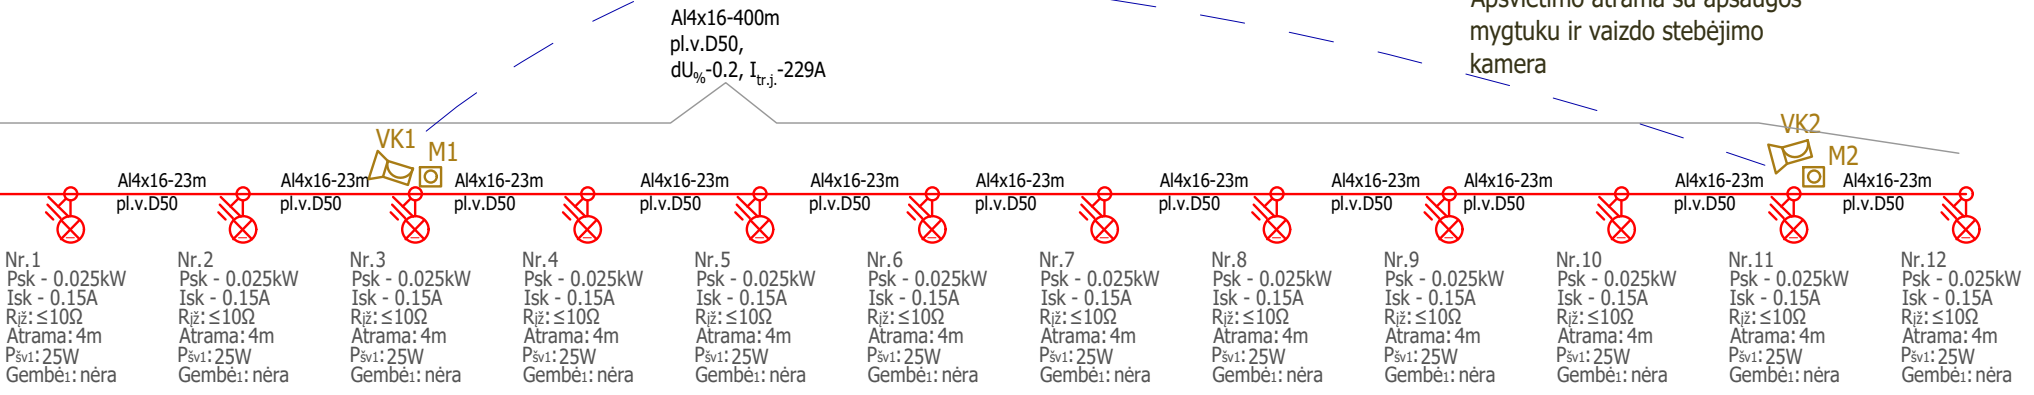 Al4x16-400m
pl.v.D50,
dU%-0.2, Itr.j.-229A
Apšvietimo atrama su apsaugos
mygtuku ir vaizdo stebėjimo
kamera
VK1
M1
VK2
M2
Al4x16-23m
pl.v.D50
Al4x16-23m
pl.v.D50
Al4x16-23m
pl.v.D50
Al4x16-23m
pl.v.D50
Al4x16-23m
pl.v.D50
Al4x16-23m
pl.v.D50
Al4x16-23m
pl.v.D50
Al4x16-23m
pl.v.D50
Al4x16-23m
pl.v.D50
Al4x16-23m
pl.v.D50
Al4x16-23m
pl.v.D50
Nr.1
Psk - 0.025kW
Isk - 0.15A
Rįž: ≤10Ω
Atrama: 4m
Pšv1: 25W
Gembė1: nėra
Nr.2
Psk - 0.025kW
Isk - 0.15A
Rįž: ≤10Ω
Atrama: 4m
Pšv1: 25W
Gembė1: nėra
Nr.3
Psk - 0.025kW
Isk - 0.15A
Rįž: ≤10Ω
Atrama: 4m
Pšv1: 25W
Gembė1: nėra
Nr.4
Psk - 0.025kW
Isk - 0.15A
Rįž: ≤10Ω
Atrama: 4m
Pšv1: 25W
Gembė1: nėra
Nr.5
Psk - 0.025kW
Isk - 0.15A
Rįž: ≤10Ω
Atrama: 4m
Pšv1: 25W
Gembė1: nėra
Nr.6
Psk - 0.025kW
Isk - 0.15A
Rįž: ≤10Ω
Atrama: 4m
Pšv1: 25W
Gembė1: nėra
Nr.7
Psk - 0.025kW
Isk - 0.15A
Rįž: ≤10Ω
Atrama: 4m
Pšv1: 25W
Gembė1: nėra
Nr.8
Psk - 0.025kW
Isk - 0.15A
Rįž: ≤10Ω
Atrama: 4m
Pšv1: 25W
Gembė1: nėra
Nr.9
Psk - 0.025kW
Isk - 0.15A
Rįž: ≤10Ω
Atrama: 4m
Pšv1: 25W
Gembė1: nėra
Nr.10
Psk - 0.025kW
Isk - 0.15A
Rįž: ≤10Ω
Atrama: 4m
Pšv1: 25W
Gembė1: nėra
Nr.11
Psk - 0.025kW
Isk - 0.15A
Rįž: ≤10Ω
Atrama: 4m
Pšv1: 25W
Gembė1: nėra
Nr.12
Psk - 0.025kW
Isk - 0.15A
Rįž: ≤10Ω
Atrama: 4m
Pšv1: 25W
Gembė1: nėra